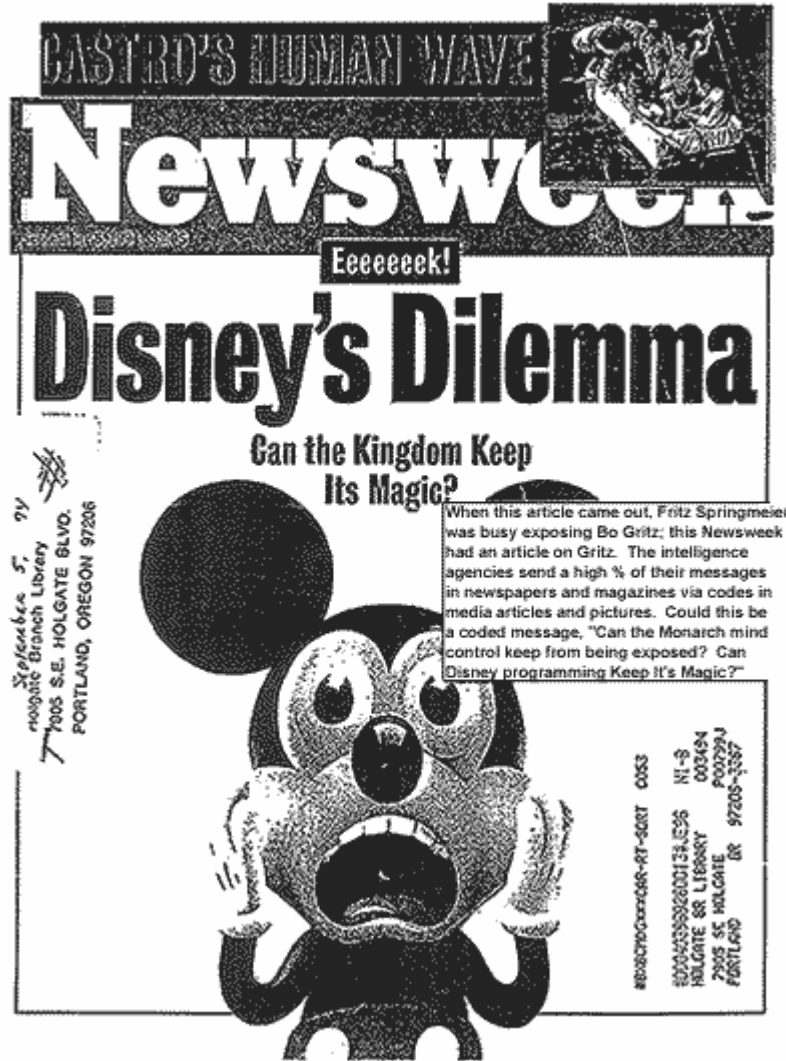 CASTRO'S HUMAN WAVE
Newsweek
Eeeeeeek!
Disney's Dilemma
Can the Kingdom Keep
Its Magic?
When this article came out, Fritz Springmeier
was busy exposing Bo Gritz; this Newsweek
had an article on Gritz. The intelligence
agencies send a high % of their messages
in newspapers and magazines via codes in
media articles and pictures. Could this be
a coded message, "Can the Monarch mind
control keep from being exposed? Can
Disney programming Keep It's Magic?"
September 5, 94
Holgate Branch Library
7905 S.E. HOLGATE BLVD.
PORTLAND, OREGON 97206
0053
N1-B
003494
HOLGATE BR LIBRARY
7905 SE HOLGATE
PORTLAND OR 97206-3367